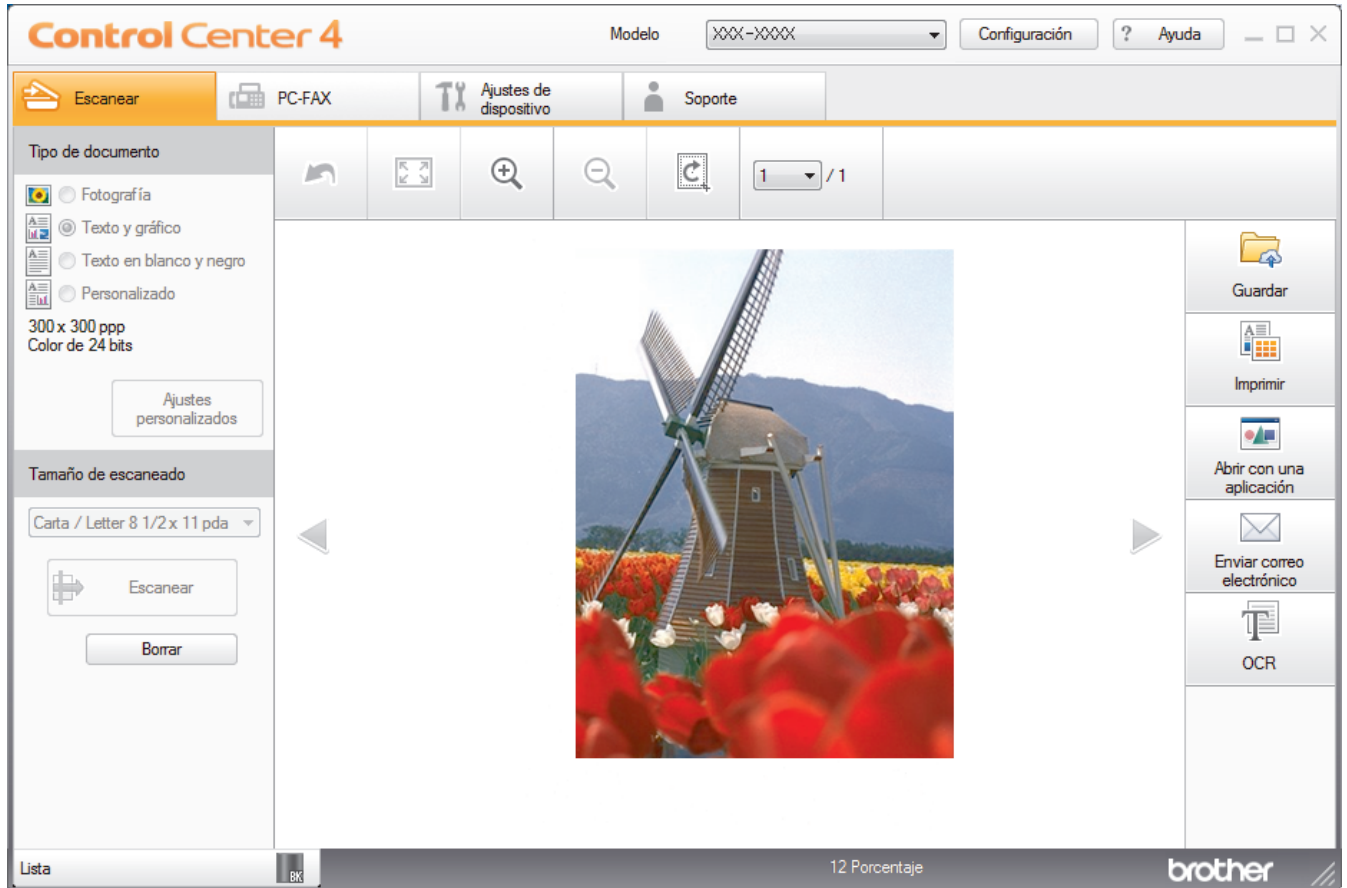 Control Center 4
Modelo
XXX-XXXX
Configuración
? Ayuda
Escanear
PC-FAX
Ajustes de
dispositivo
Soporte
Tipo de documento
Fotografía
Texto y gráfico
Texto en blanco y negro
Personalizado
300 x 300 ppp
Color de 24 bits
Ajustes
personalizados
Tamaño de escaneado
Carta / Letter 8 1/2 x 11 pda
Escanear
Borrar
1 / 1
Guardar
Imprimir
Abrir con una
aplicación
Enviar correo
electrónico
OCR
Lista
BK
12 Porcentaje
brother